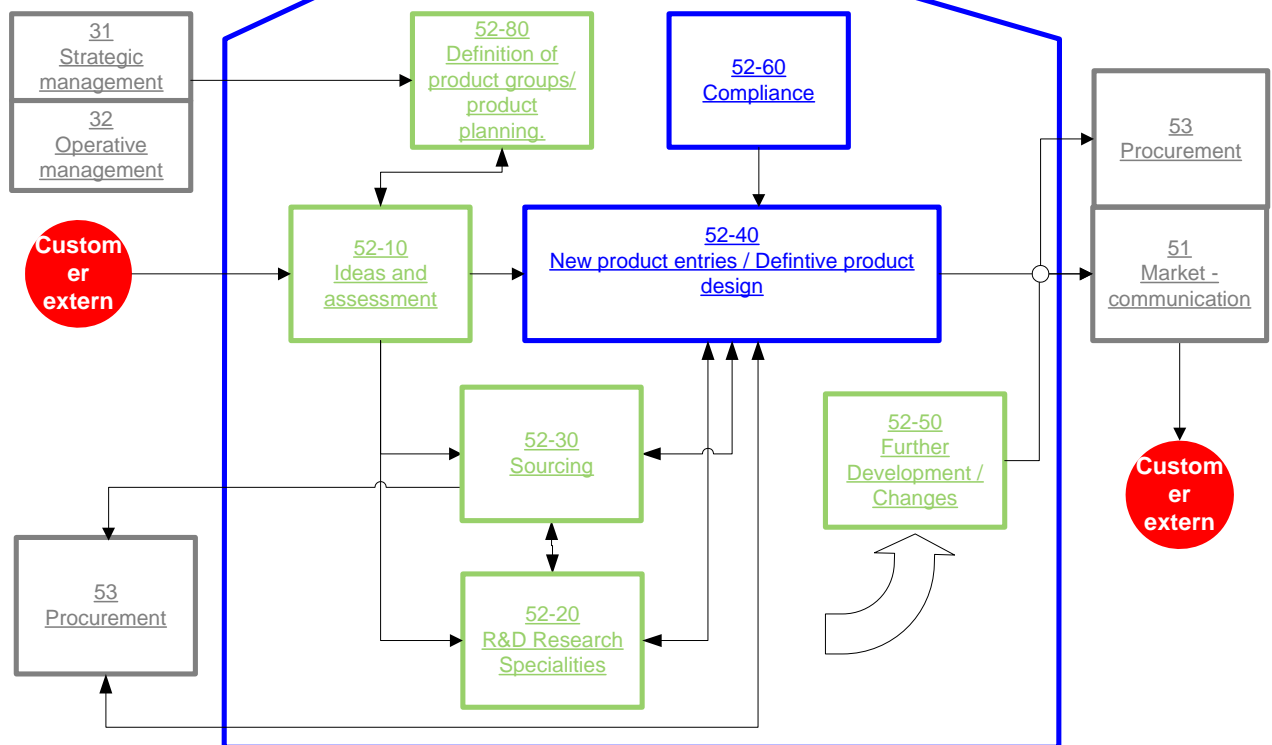 31
Strategic
management
32
Operative
management
52-80
Definition of
product groups/
product
planning.
52-60
Compliance
53
Procurement
Custom
er
extern
52-10
Ideas and
assessment
52-40
New product entries / Defintive product
design
51
Market -
communication
52-30
Sourcing
52-50
Further
Development /
Changes
Custom
er
extern
53
Procurement
52-20
R&D Research
Specialities